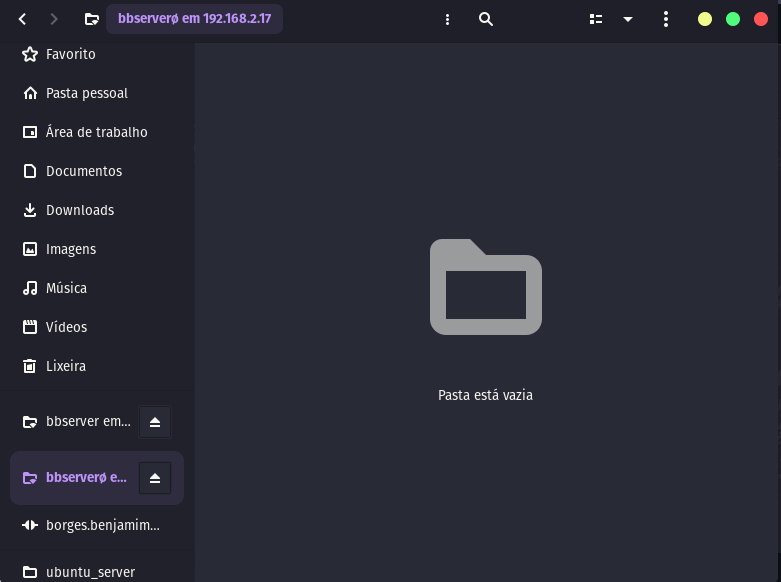 bbserverø em 192.168.2.17
Favorito
Pasta pessoal
Área de trabalho
Documentos
Downloads
Imagens
Música
Vídeos
Lixeira
Pasta está vazia
bbserver em...
bbserverø e...
borges.benjamim...
ubuntu_server